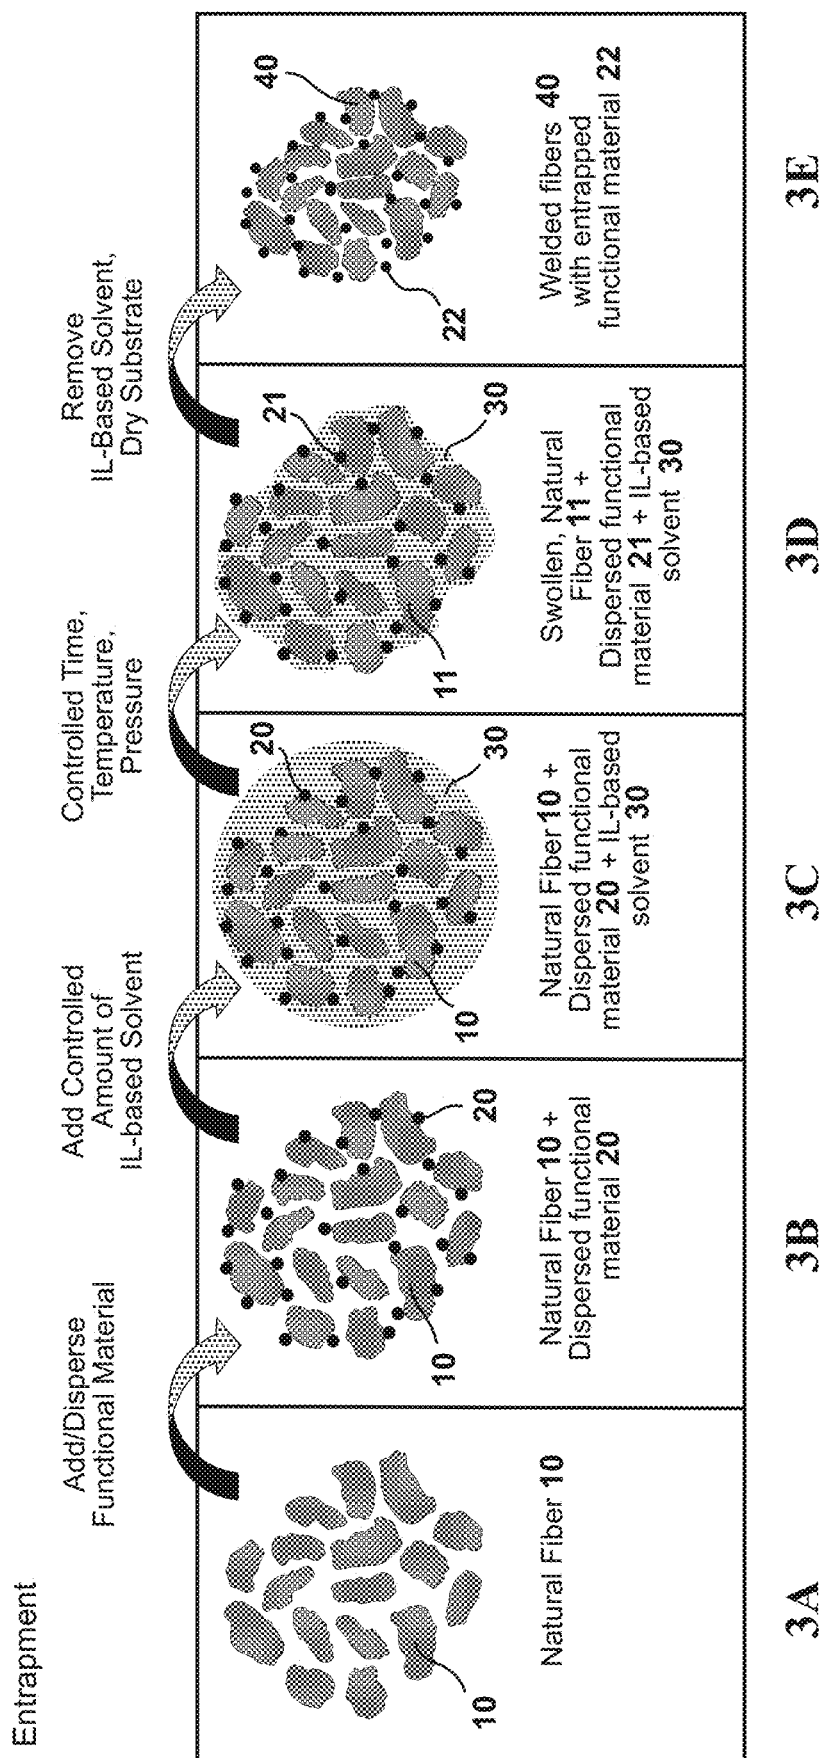 Entrapment
Add/Disperse
Functional Material
Add Controlled
Amount of
IL-based Solvent
Controlled Time,
Temperature,
Pressure
Remove
IL-Based Solvent,
Dry Substrate
10
10
20
10
20
30
11
21
30
22
40
Natural Fiber 10
Natural Fiber 10 +
Dispersed functional
material 20
Natural Fiber 10 +
Dispersed functional
material 20 + IL-based
solvent 30
Swollen, Natural
Fiber 11 +
Dispersed functional
material 21 + IL-based
solvent 30
Welded fibers 40
with entrapped
functional material 22
3A
3B
3C
3D
3E